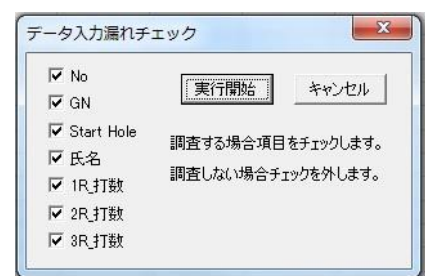 データ入力漏れチェック
No
GN
Start Hole
氏名
1R_打数
2R_打数
3R_打数
実行開始
キャンセル
調査する場合項目をチェックします。
調査しない場合チェックを外します。